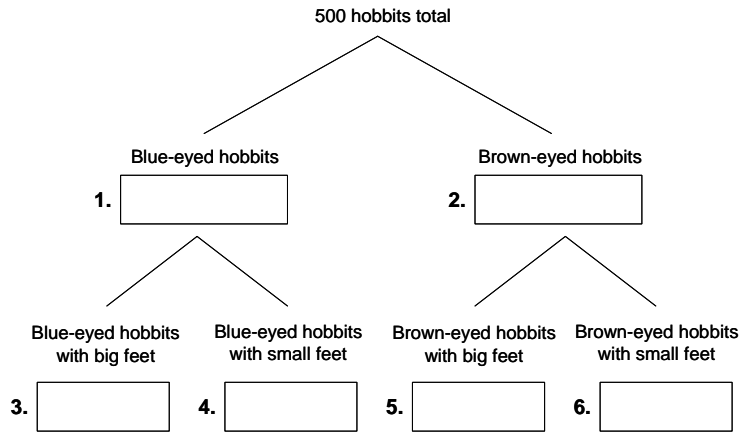 500 hobbits total
Blue-eyed hobbits
Brown-eyed hobbits
1.
2.
Blue-eyed hobbits
with big feet
Blue-eyed hobbits
with small feet
Brown-eyed hobbits
with big feet
Brown-eyed hobbits
with small feet
3.
4.
5.
6.